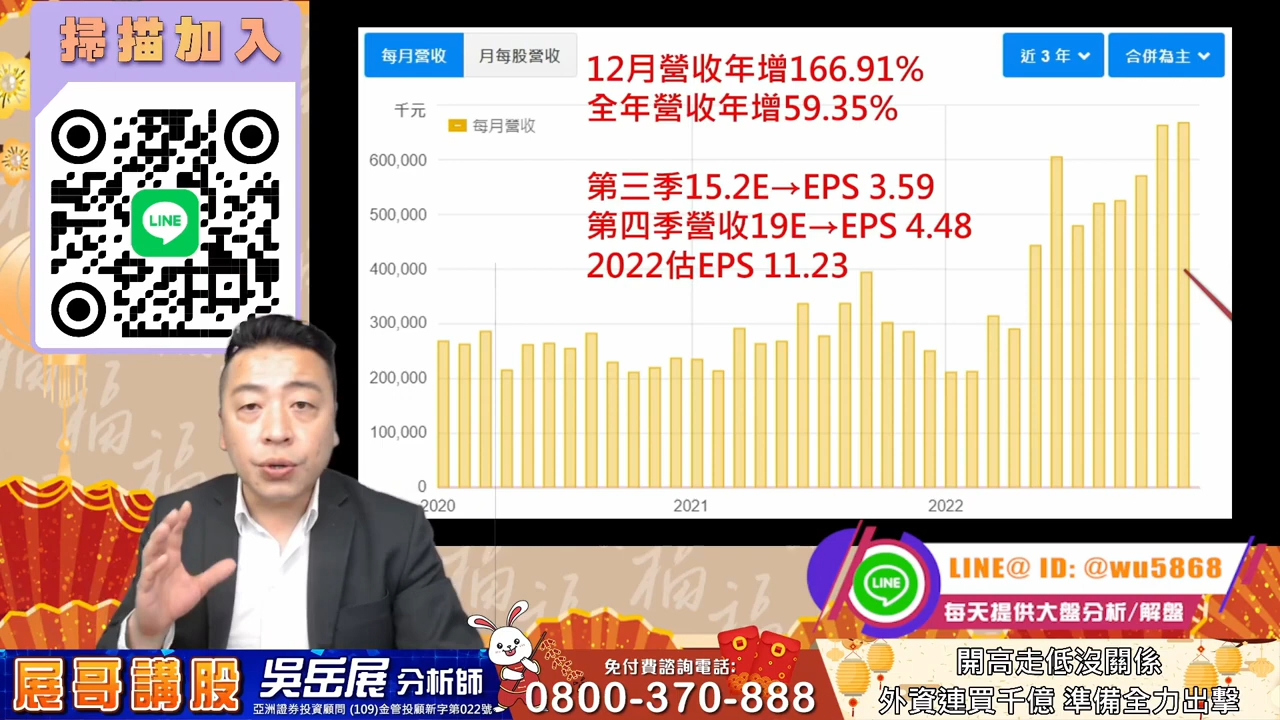 掃描加入
LINE
每月營收
月每股營收
近 3 年
合併為主
12月營收年增166.91%
全年營收年增59.35%
千元
每月營收
第三季15.2E→EPS 3.59
第四季營收19E→EPS 4.48
2022估EPS 11.23
600,000
500,000
400,000
300,000
200,000
100,000
0
2020
2021
2022
福
福
福
福
福
LINE
LINE@ ID: @wu5868
每天提供大盤分析/解盤
展哥講股
吳岳展 分析師
亞洲證券投資顧問 (109)金管投顧新字第022號
免付費諮詢電話:
0800-370-888
開高走低沒關係
外資連買千億 準備全力出擊